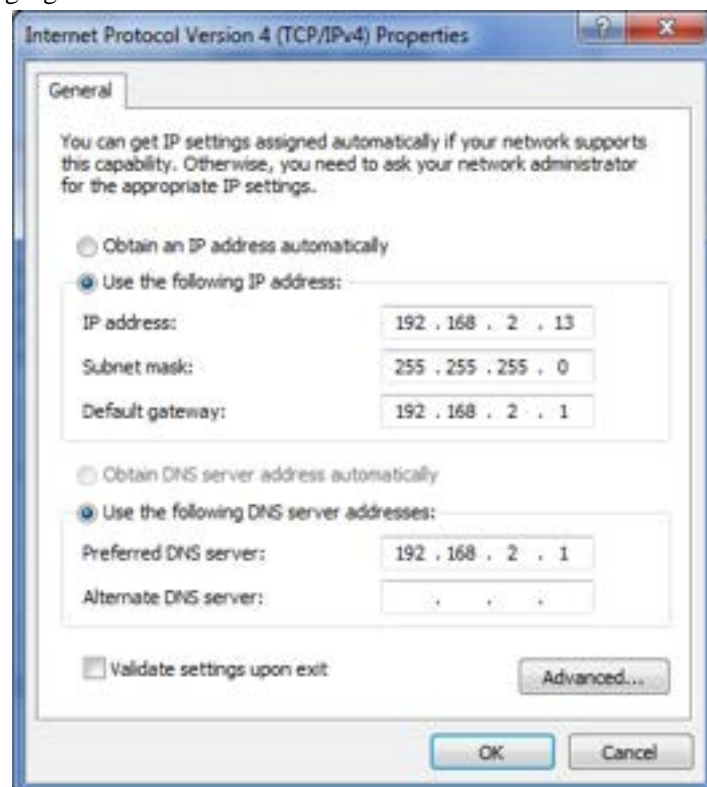 Internet Protocol Version 4 (TCP/IPv4) Properties
?
General
You can get IP settings assigned automatically if your network supports
this capability. Otherwise, you need to ask your network administrator
for the appropriate IP settings.
Obtain an IP address automatically
Use the following IP address:
IP address: 192 . 168 . 2 . 13
Subnet mask: 255 . 255 . 255 . 0
Default gateway: 192 . 168 . 2 . 1
Obtain DNS server address automatically
Use the following DNS server addresses:
Preferred DNS server: 192 . 168 . 2 . 1
Alternate DNS server: . . .
Validate settings upon exit
Advanced...
OK Cancel